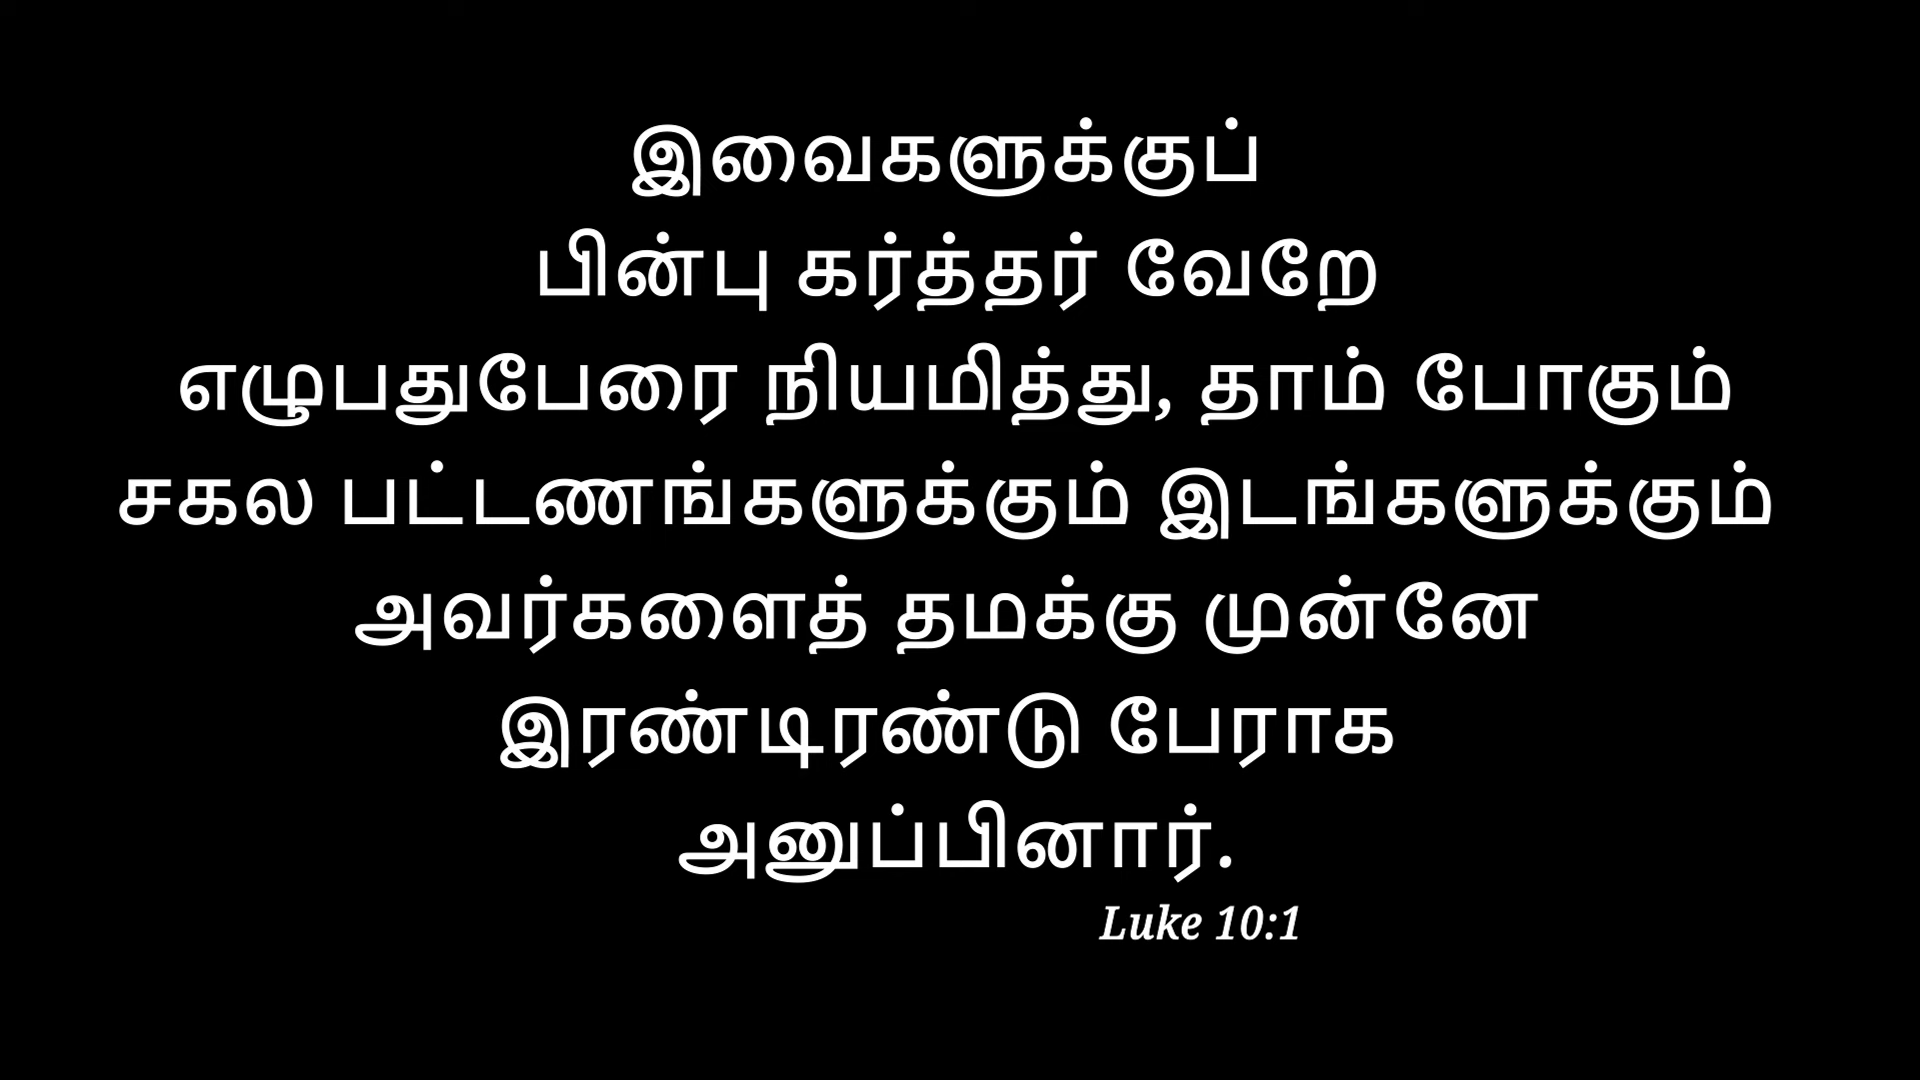 இவைகளுக்குப்
பின்பு கர்த்தர் வேறே
எழுபதுபேரை நியமித்து, தாம் போகும்
சகல பட்டணங்களுக்கும் இடங்களுக்கும்
அவர்களைத் தமக்கு முன்னே
இரண்டிரண்டு பேராக
அனுப்பினார்.
Luke 10:1